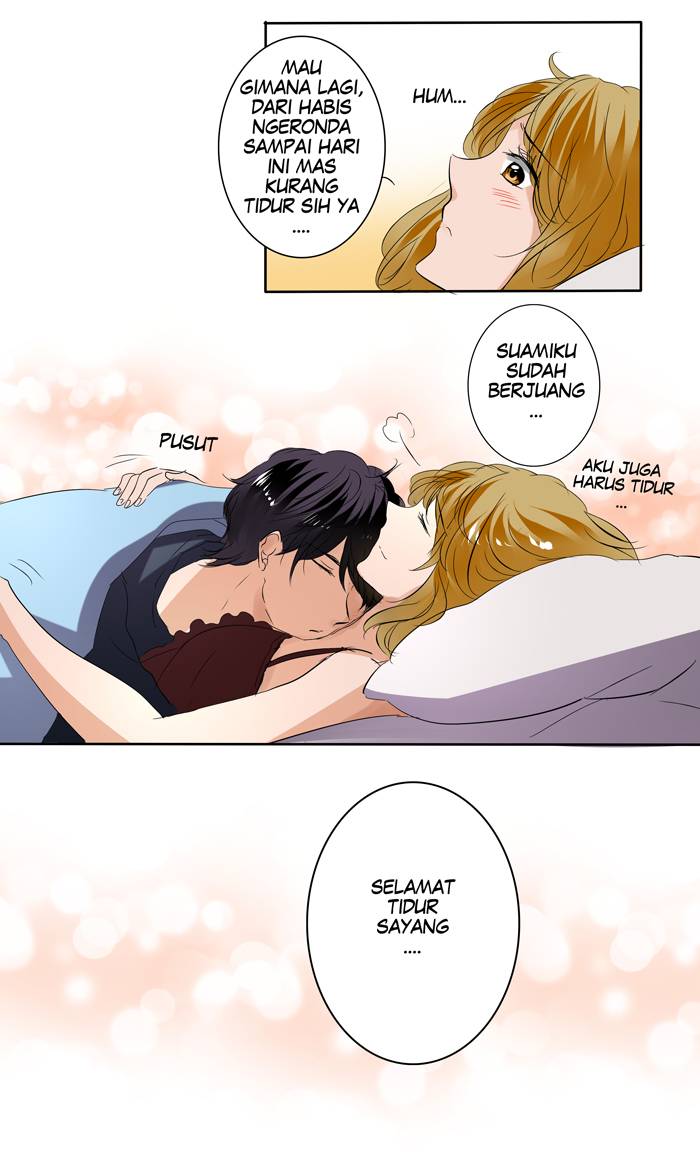 MAU
GIMANA LAGI,
DARI HABIS
NGERONDA
SAMPAI HARI
INI MAS
KURANG
TIDUR SIH YA
....
HUM...
SUAMIKU
SUDAH
BERJUANG
...
PUSUT
AKU JUGA
HARUS TIDUR
...
SELAMAT
TIDUR
SAYANG
....